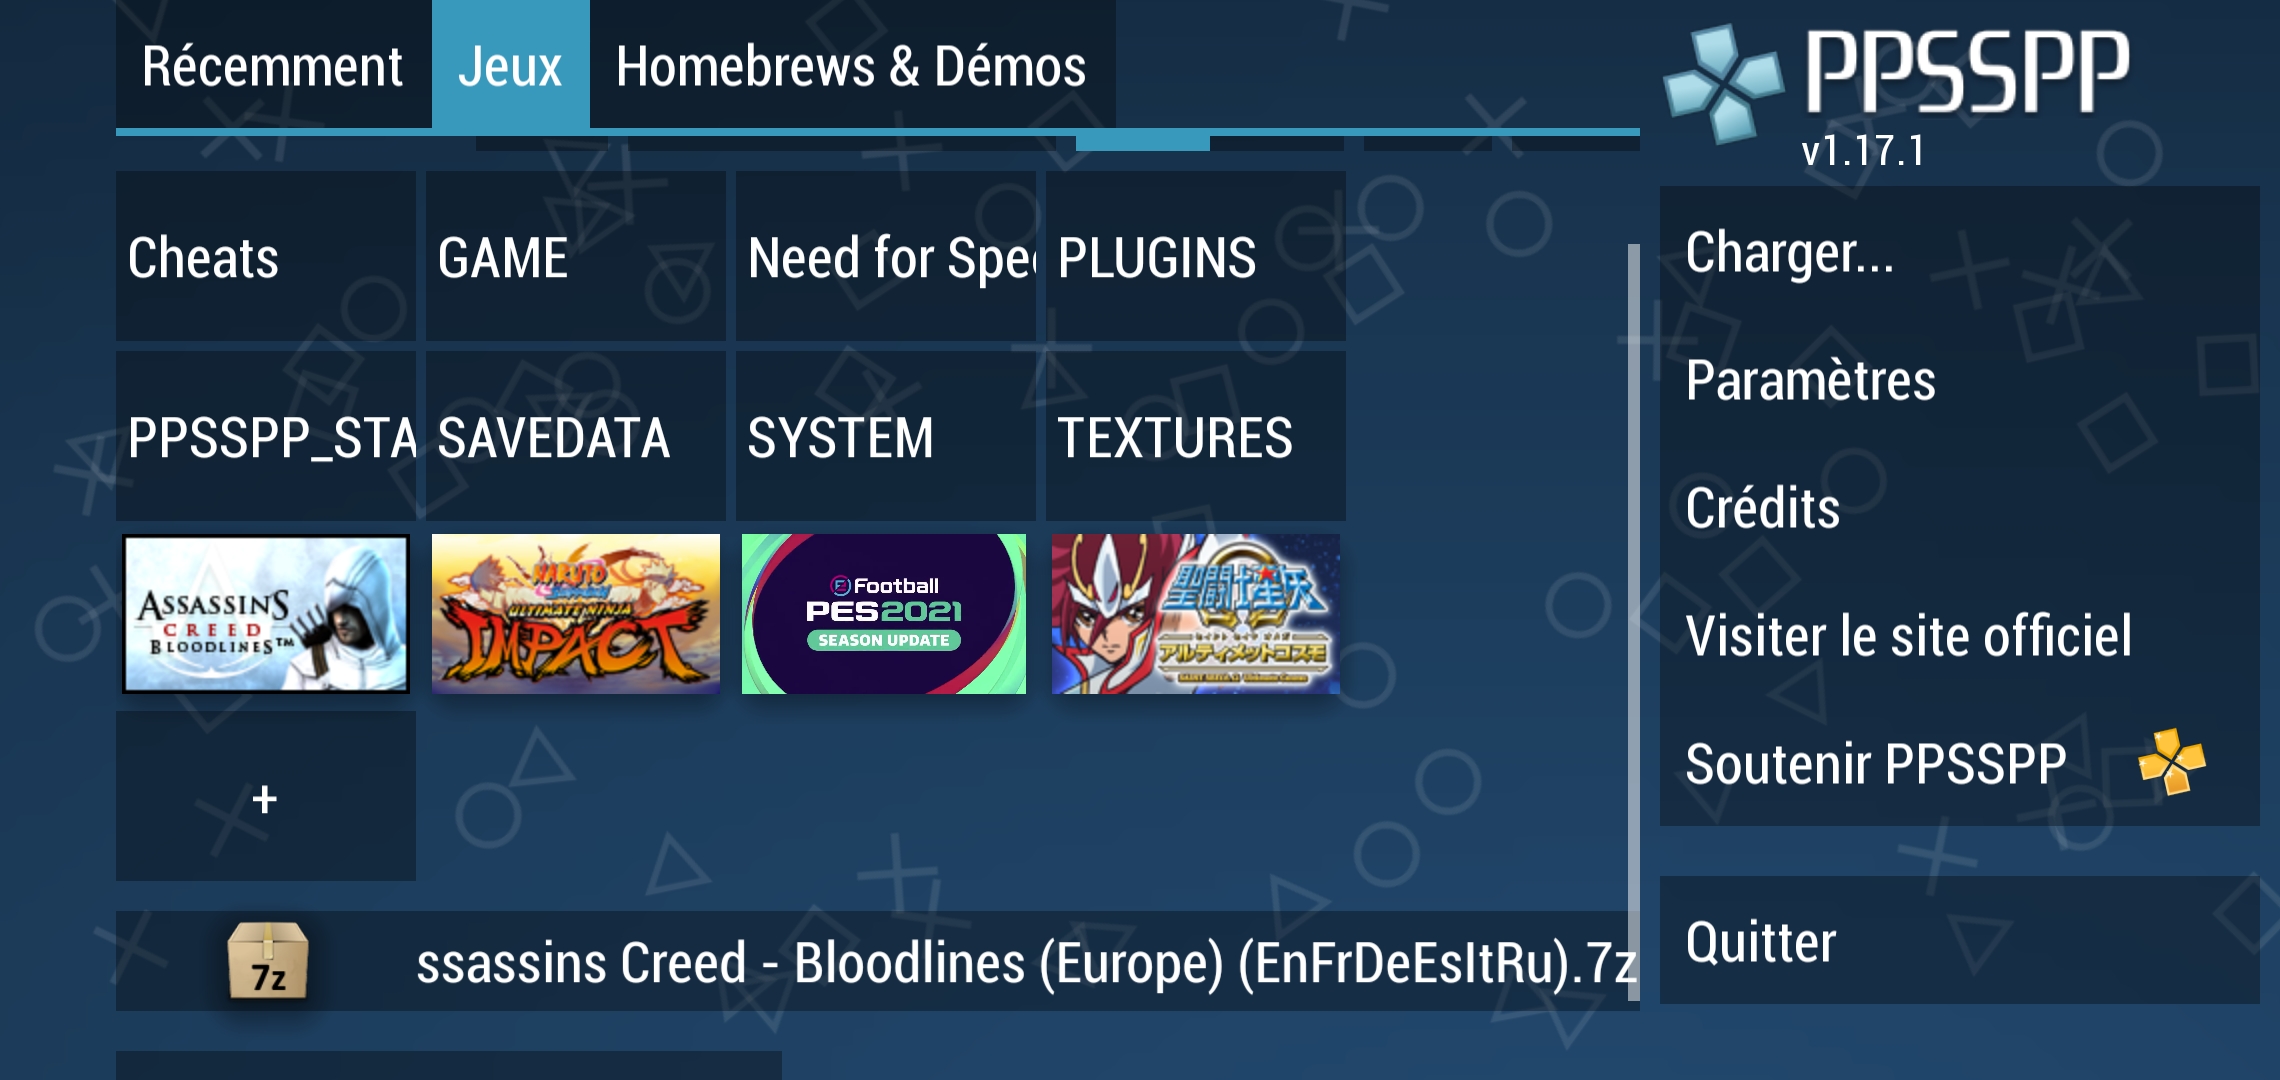 Récemment
Jeux
Homebrews & Démos
PPSSPP
v1.17.1
Cheats
GAME
Need for Spe
PLUGINS
PPSSPP_STA
SAVEDATA
SYSTEM
TEXTURES
ASSASSIN'S
CREED
BLOODLINES™
NARUTO
ULTIMATE NINJA
IMPACT
eFootball
PES2021
SEASON UPDATE
聖闘士星矢
アルティメットコスモ
+
7z
ssassins Creed - Bloodlines (Europe) (EnFrDeEsItRu).7z
Charger...
Paramètres
Crédits
Visiter le site officiel
Soutenir PPSSPP
Quitter